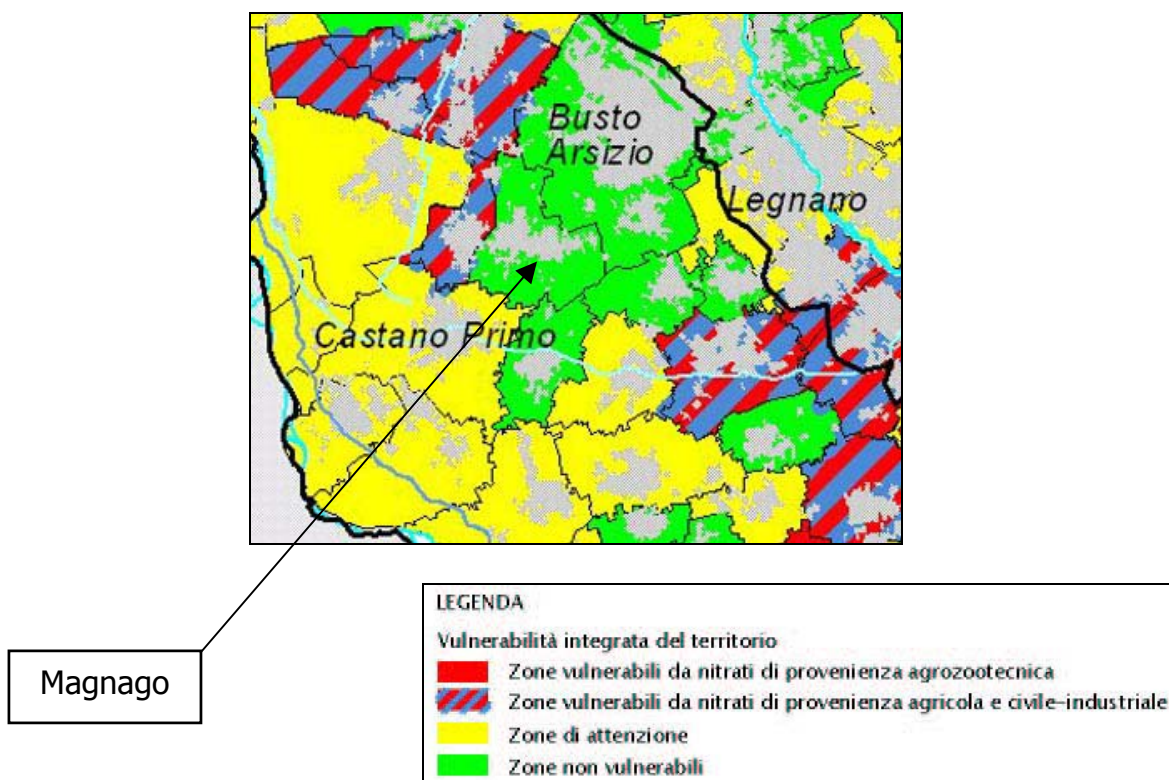 Busto
Arsizio
Legnano
Castano Primo
Magnago
LEGENDA
Vulnerabilità integrata del territorio
Zone vulnerabili da nitrati di provenienza agrozootecnica
Zone vulnerabili da nitrati di provenienza agricola e civile-industriale
Zone di attenzione
Zone non vulnerabili